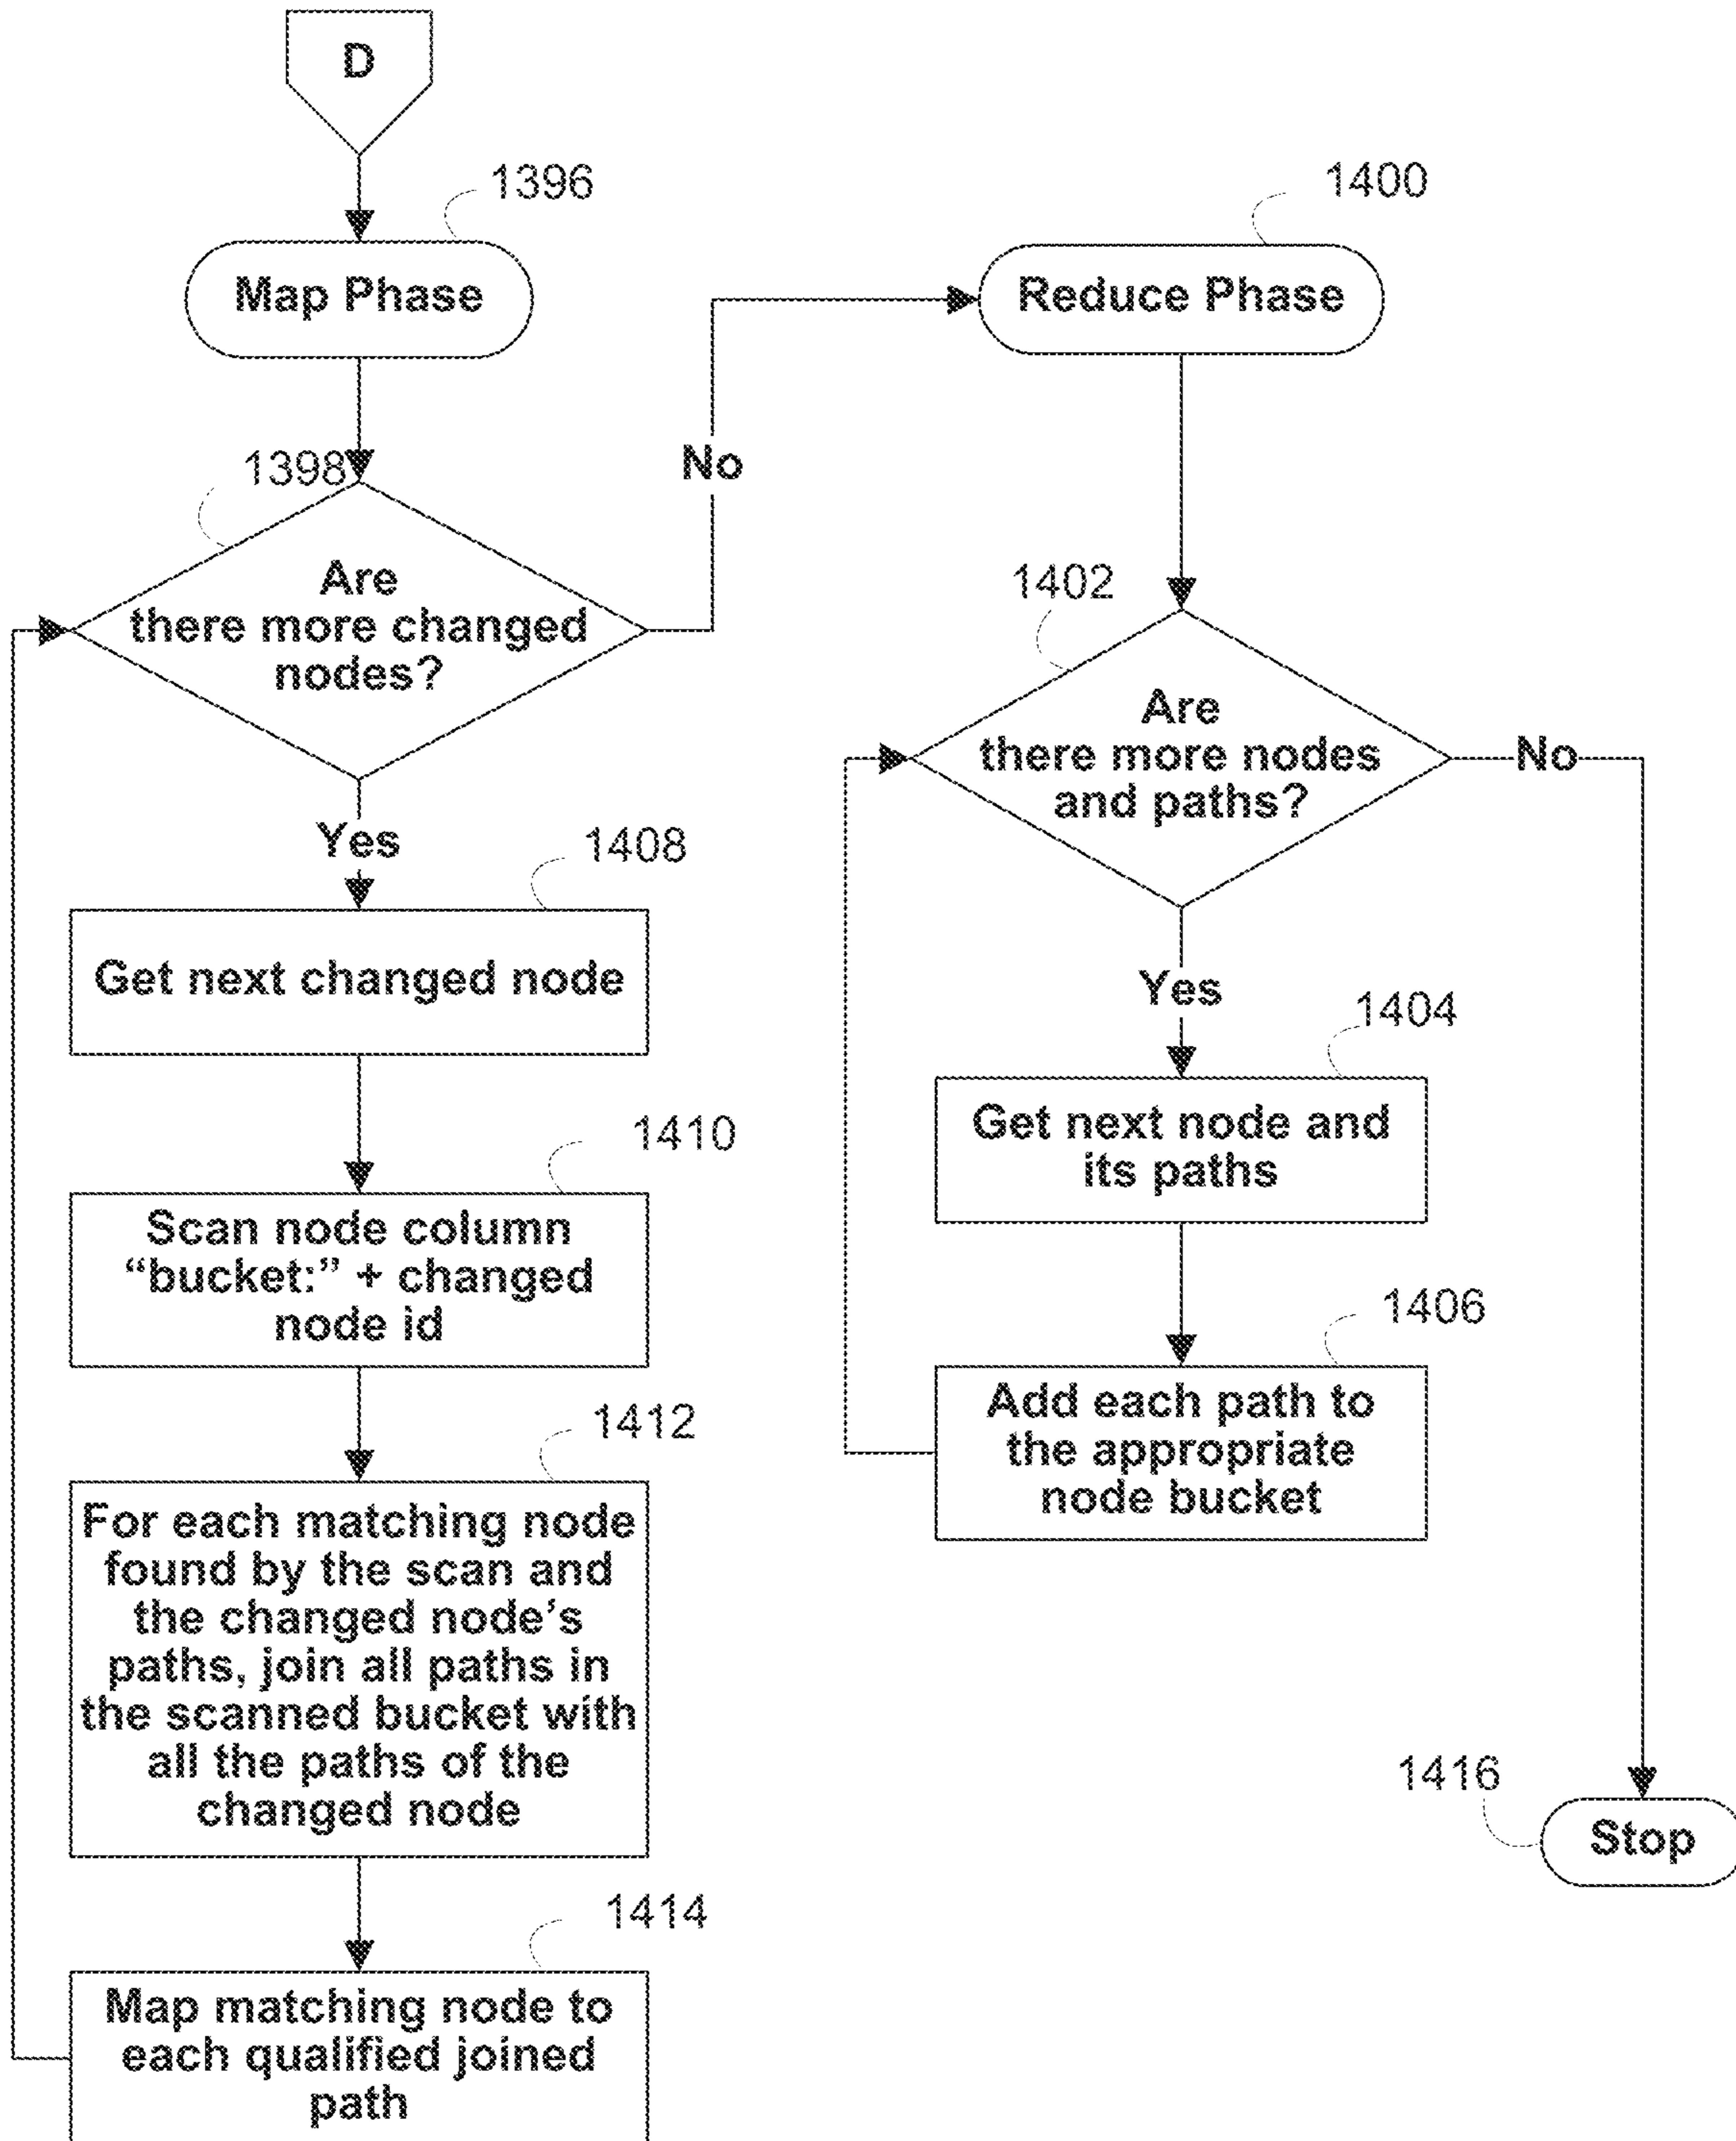 D
1396
Map Phase
1398
Are
there more changed
nodes?
No
Yes
1408
Get next changed node
1410
Scan node column
“bucket:” + changed
node id
1412
For each matching node
found by the scan and
the changed node’s
paths, join all paths in
the scanned bucket with
all the paths of the
changed node
1414
Map matching node to
each qualified joined
path
1400
Reduce Phase
1402
Are
there more nodes
and paths?
No
Yes
1404
Get next node and
its paths
1406
Add each path to
the appropriate
node bucket
1416
Stop